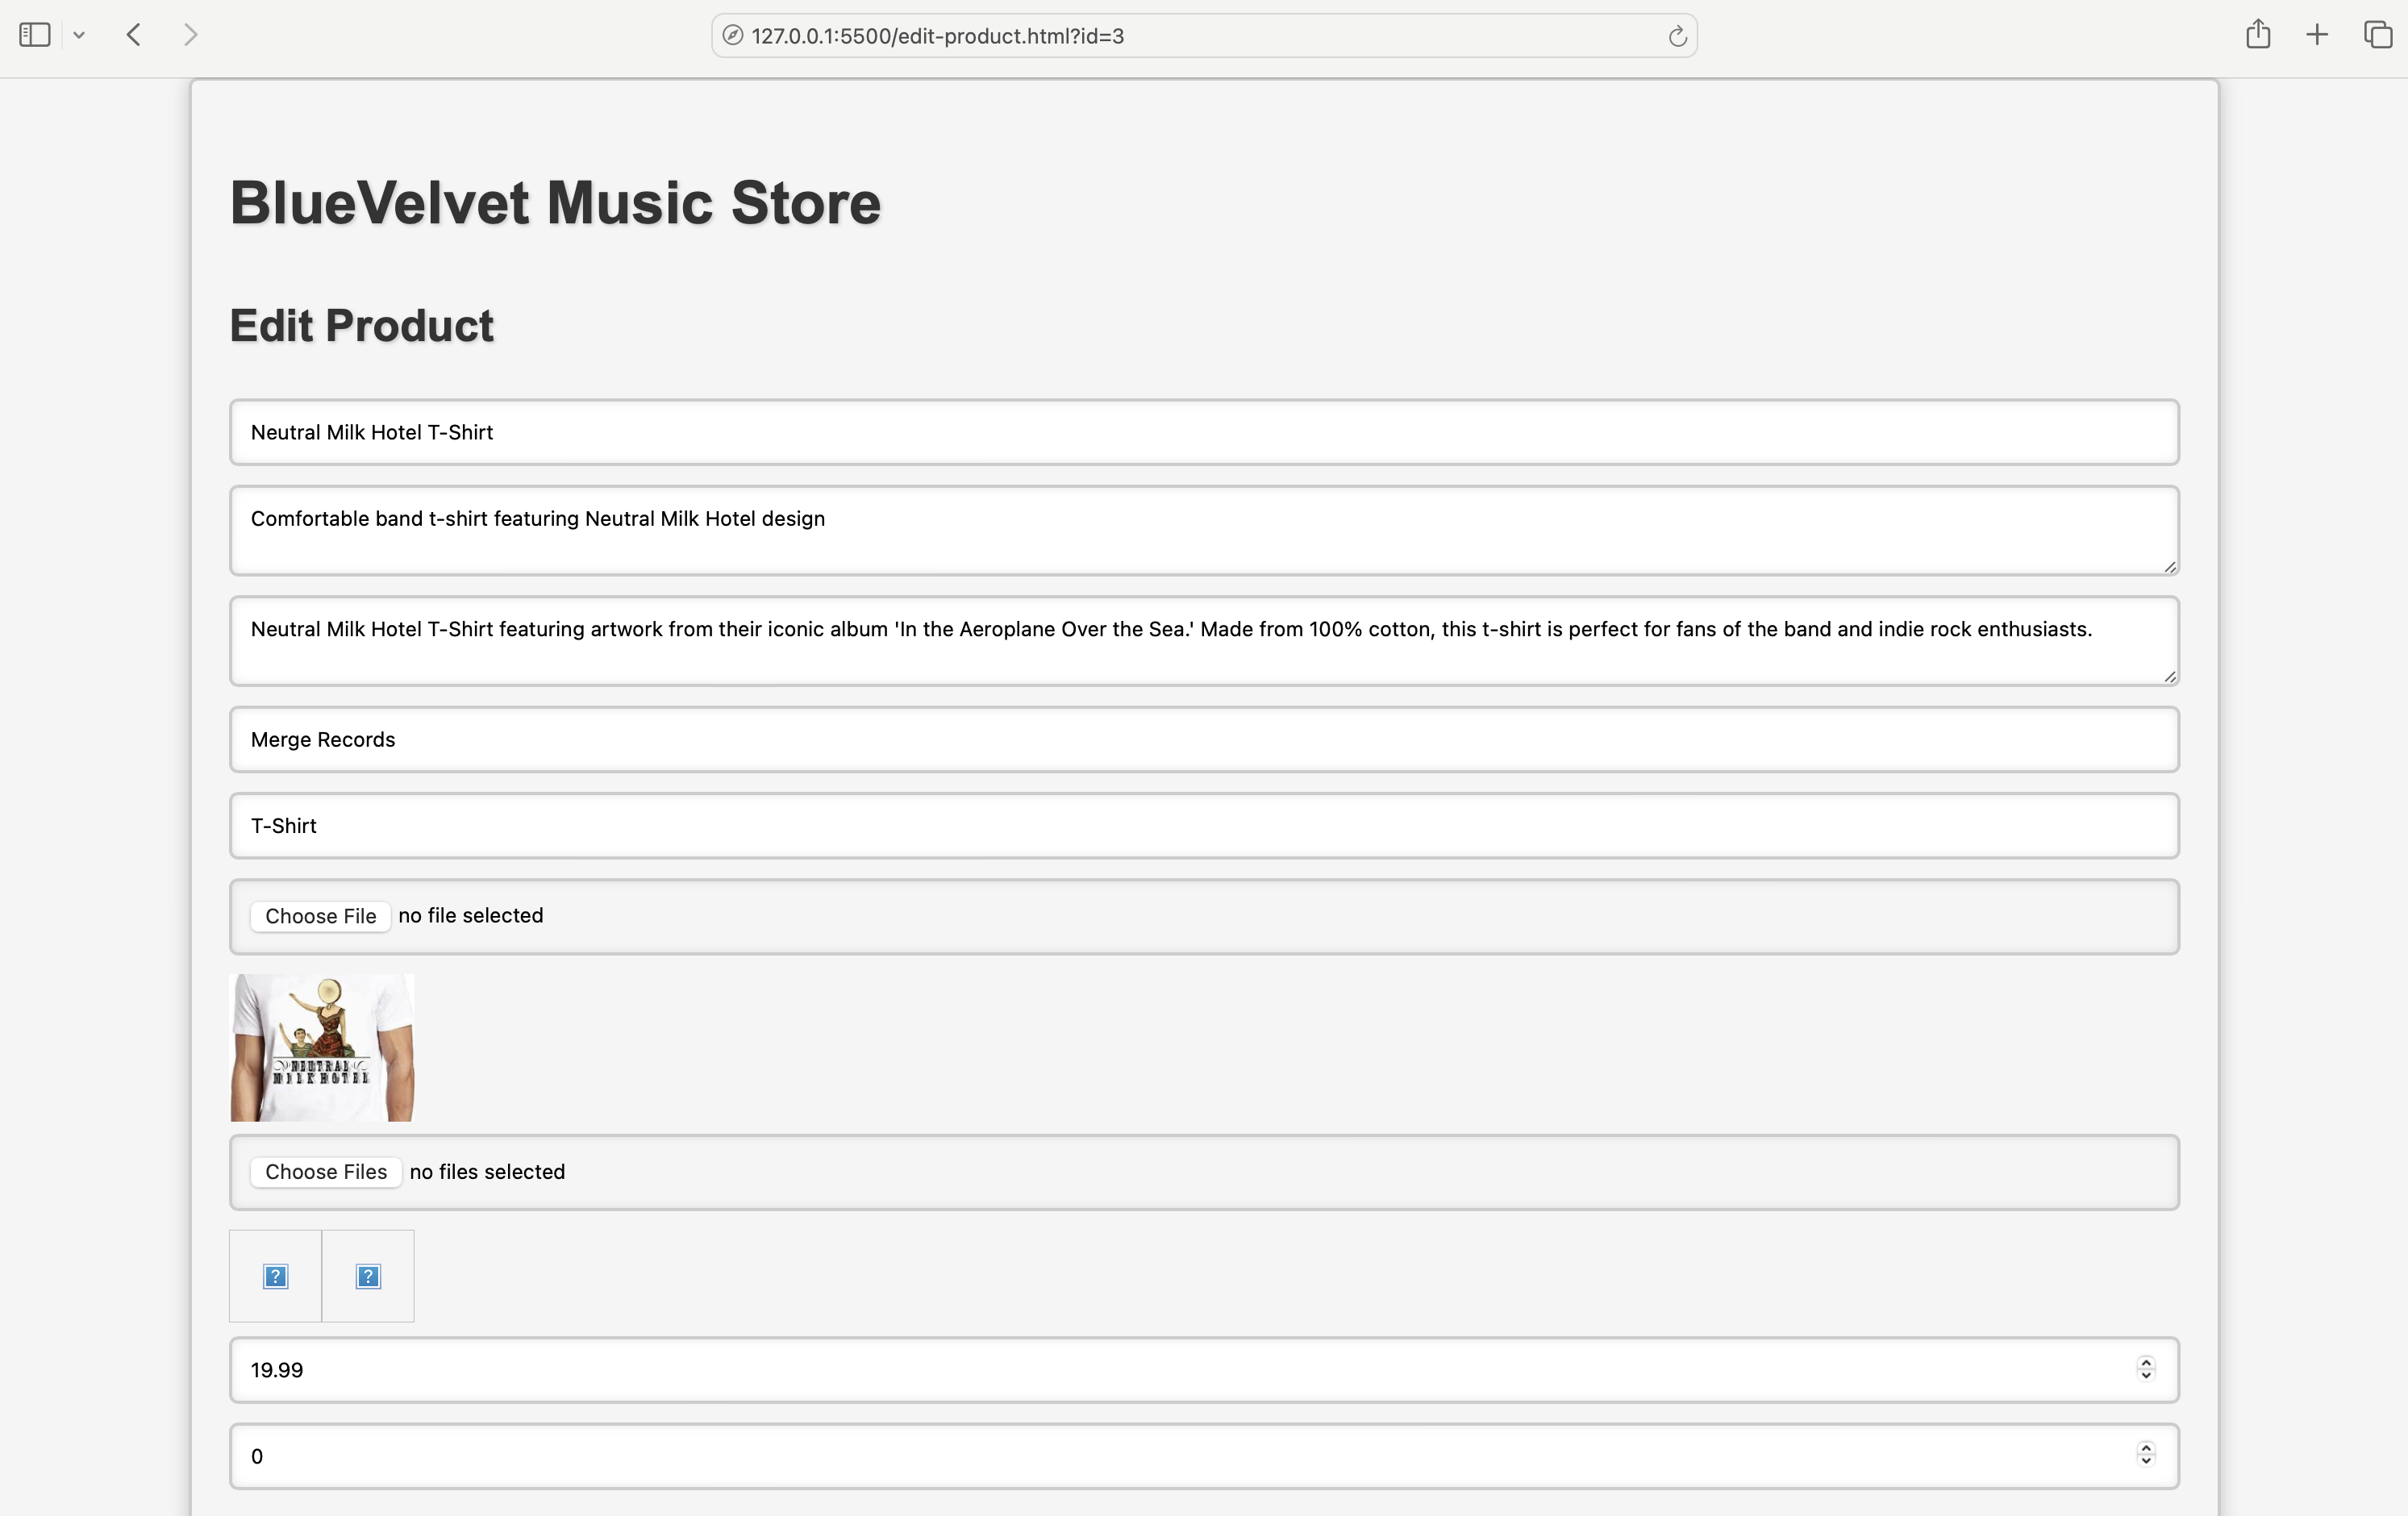 127.0.0.1:5500/edit-product.html?id=3
BlueVelvet Music Store
Edit Product
Neutral Milk Hotel T-Shirt
Comfortable band t-shirt featuring Neutral Milk Hotel design
Neutral Milk Hotel T-Shirt featuring artwork from their iconic album 'In the Aeroplane Over the Sea.' Made from 100% cotton, this t-shirt is perfect for fans of the band and indie rock enthusiasts.
Merge Records
T-Shirt
Choose File no file selected
NEUTRAL
MILK HOTEL
Choose Files no files selected
?
?
19.99
0